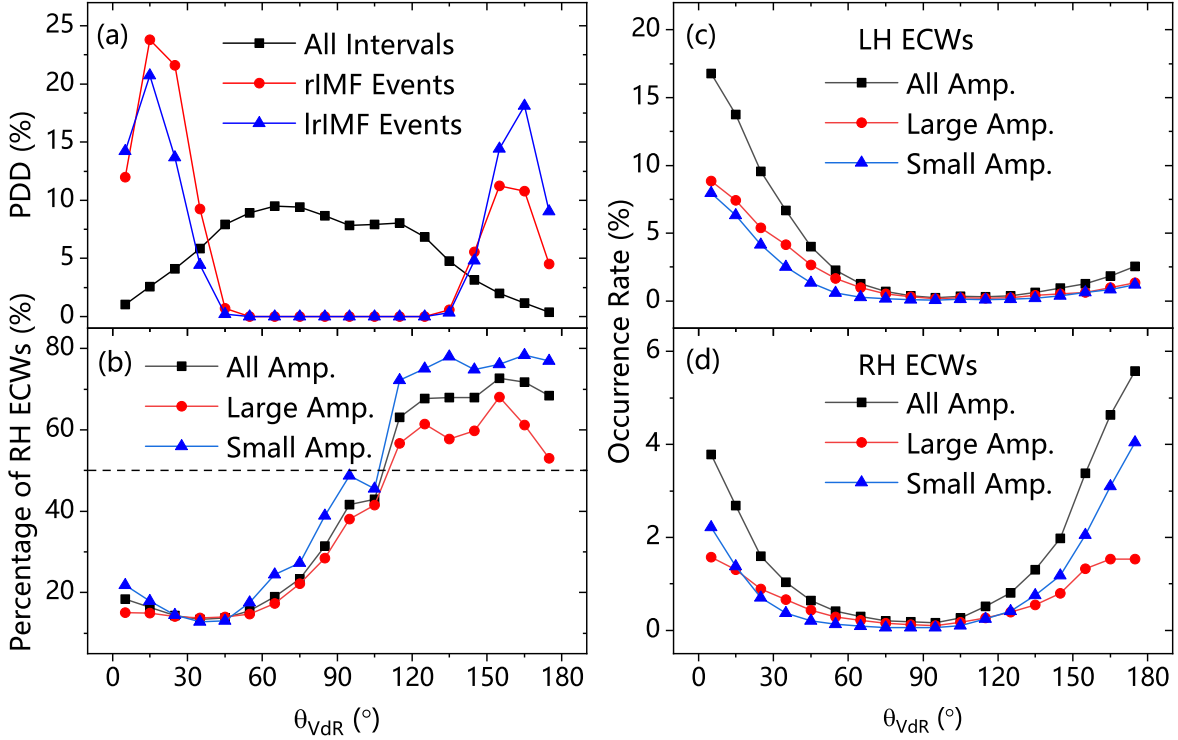 (a)
All Intervals
rIMF Events
lrIMF Events
PDD (%)
25
20
15
10
5
0
(b)
All Amp.
Large Amp.
Small Amp.
Percentage of RH ECWs (%)
80
60
40
20
0 30 60 90 120 150 180
θVdR (°)
(c)
LH ECWs
All Amp.
Large Amp.
Small Amp.
Occurrence Rate (%)
20
15
10
5
0
(d)
RH ECWs
All Amp.
Large Amp.
Small Amp.
6
4
2
0
0 30 60 90 120 150 180
θVdR (°)